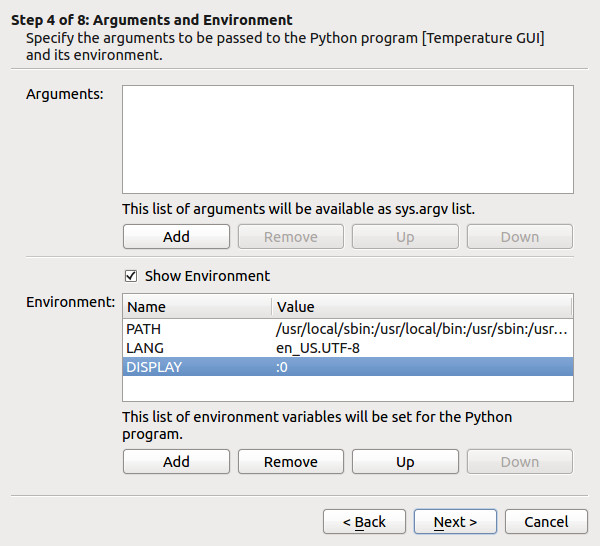 Step 4 of 8: Arguments and Environment
Specify the arguments to be passed to the Python program [Temperature GUI]
and its environment.
Arguments:
This list of arguments will be available as sys.argv list.
Add Remove Up Down
Show Environment
Environment:
Name Value
PATH /usr/local/sbin:/usr/local/bin:/usr/sbin:/usr...
LANG en_US.UTF-8
DISPLAY :0
This list of environment variables will be set for the Python
program.
Add Remove Up Down
< Back Next > Cancel